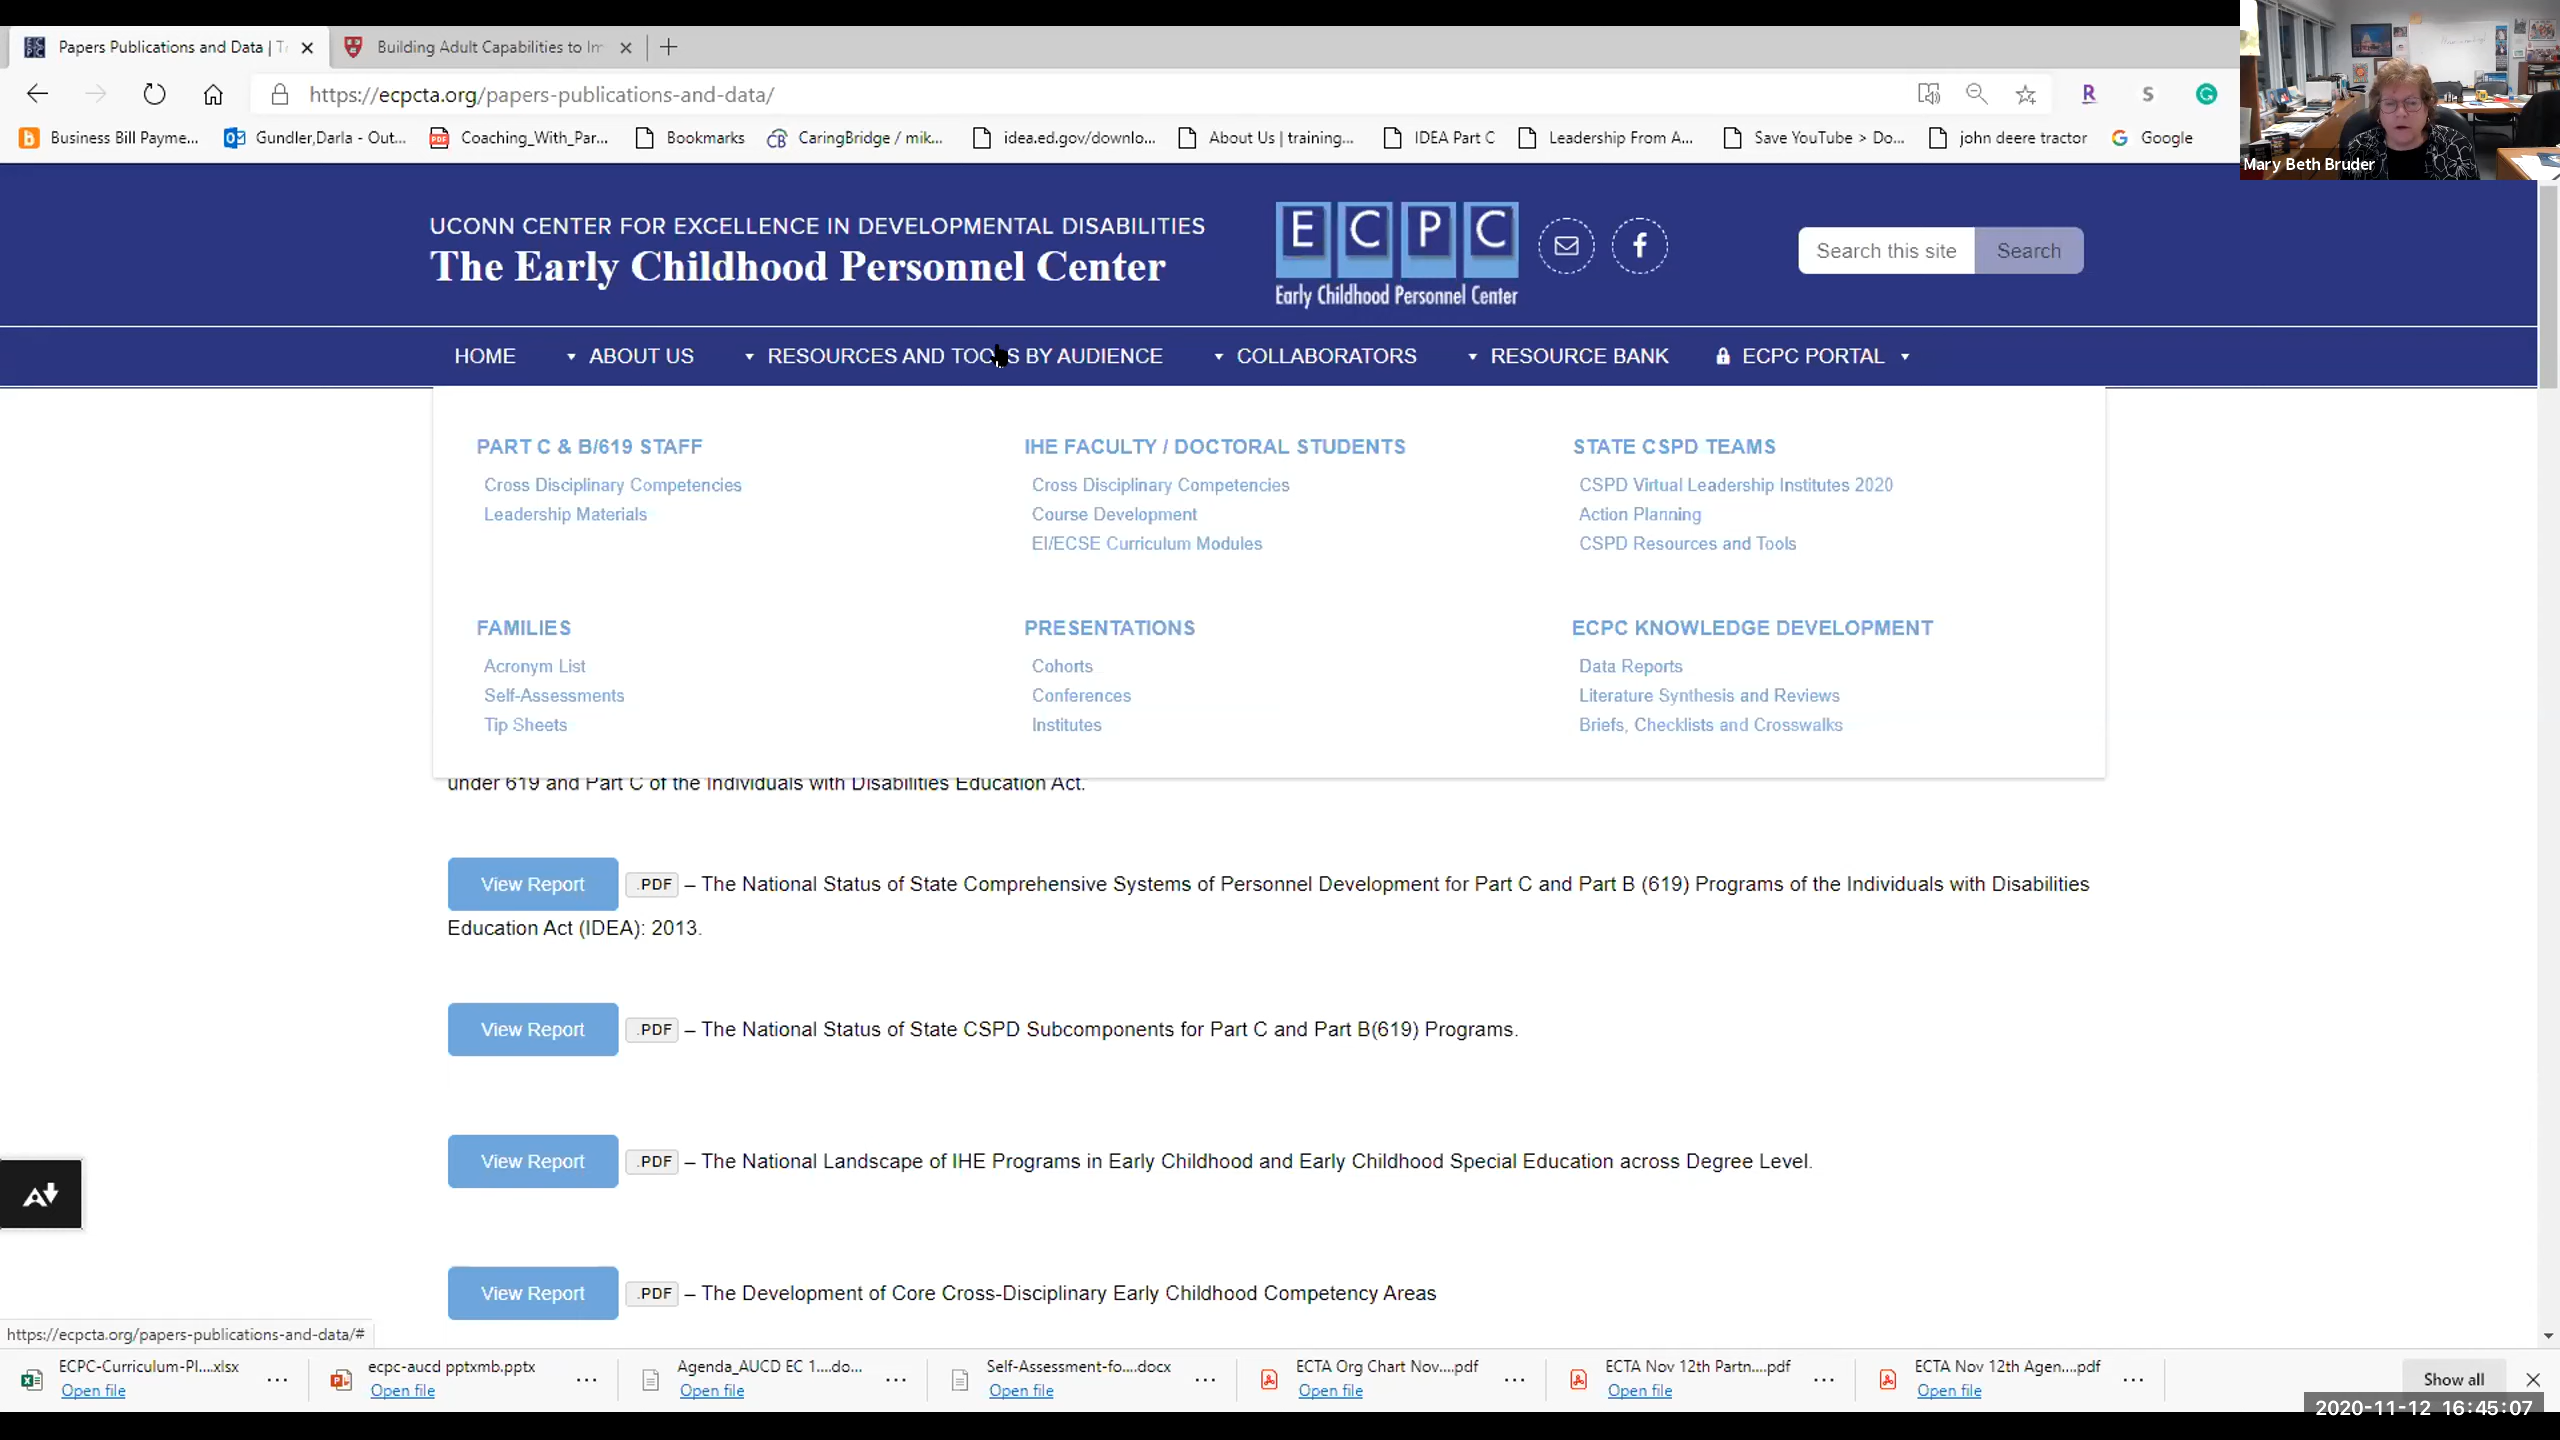 Papers Publications and Data | Tr
Building Adult Capabilities to Im
https://ecpcta.org/papers-publications-and-data/
Business Bill Payme...
Gundler,Darla - Out...
Coaching_With_Par...
Bookmarks
CaringBridge / mik...
idea.ed.gov/downlo...
About Us | training...
IDEA Part C
Leadership From A...
Save YouTube > Do...
john deere tractor
Google
Mary Beth Bruder
UCONN CENTER FOR EXCELLENCE IN DEVELOPMENTAL DISABILITIES
The Early Childhood Personnel Center
E C P C
Early Childhood Personnel Center
Search this site
Search
HOME
ABOUT US
RESOURCES AND TOOLS BY AUDIENCE
COLLABORATORS
RESOURCE BANK
ECPC PORTAL
PART C & B/619 STAFF
Cross Disciplinary Competencies
Leadership Materials
IHE FACULTY / DOCTORAL STUDENTS
Cross Disciplinary Competencies
Course Development
EI/ECSE Curriculum Modules
STATE CSPD TEAMS
CSPD Virtual Leadership Institutes 2020
Action Planning
CSPD Resources and Tools
FAMILIES
Acronym List
Self-Assessments
Tip Sheets
PRESENTATIONS
Cohorts
Conferences
Institutes
ECPC KNOWLEDGE DEVELOPMENT
Data Reports
Literature Synthesis and Reviews
Briefs, Checklists and Crosswalks
under 619 and Part C of the Individuals with Disabilities Education Act.
View Report .PDF – The National Status of State Comprehensive Systems of Personnel Development for Part C and Part B (619) Programs of the Individuals with Disabilities
Education Act (IDEA): 2013.
View Report .PDF – The National Status of State CSPD Subcomponents for Part C and Part B(619) Programs.
View Report .PDF – The National Landscape of IHE Programs in Early Childhood and Early Childhood Special Education across Degree Level.
View Report .PDF – The Development of Core Cross-Disciplinary Early Childhood Competency Areas
https://ecpcta.org/papers-publications-and-data/#
ECPC-Curriculum-Pl....xlsx
Open file
ecpc-aucd pptxmb.pptx
Open file
Agenda_AUCD EC 1....do...
Open file
Self-Assessment-fo....docx
Open file
ECTA Org Chart Nov....pdf
Open file
ECTA Nov 12th Partn....pdf
Open file
ECTA Nov 12th Agen....pdf
Open file
Show all
2020-11-12 16:45:07